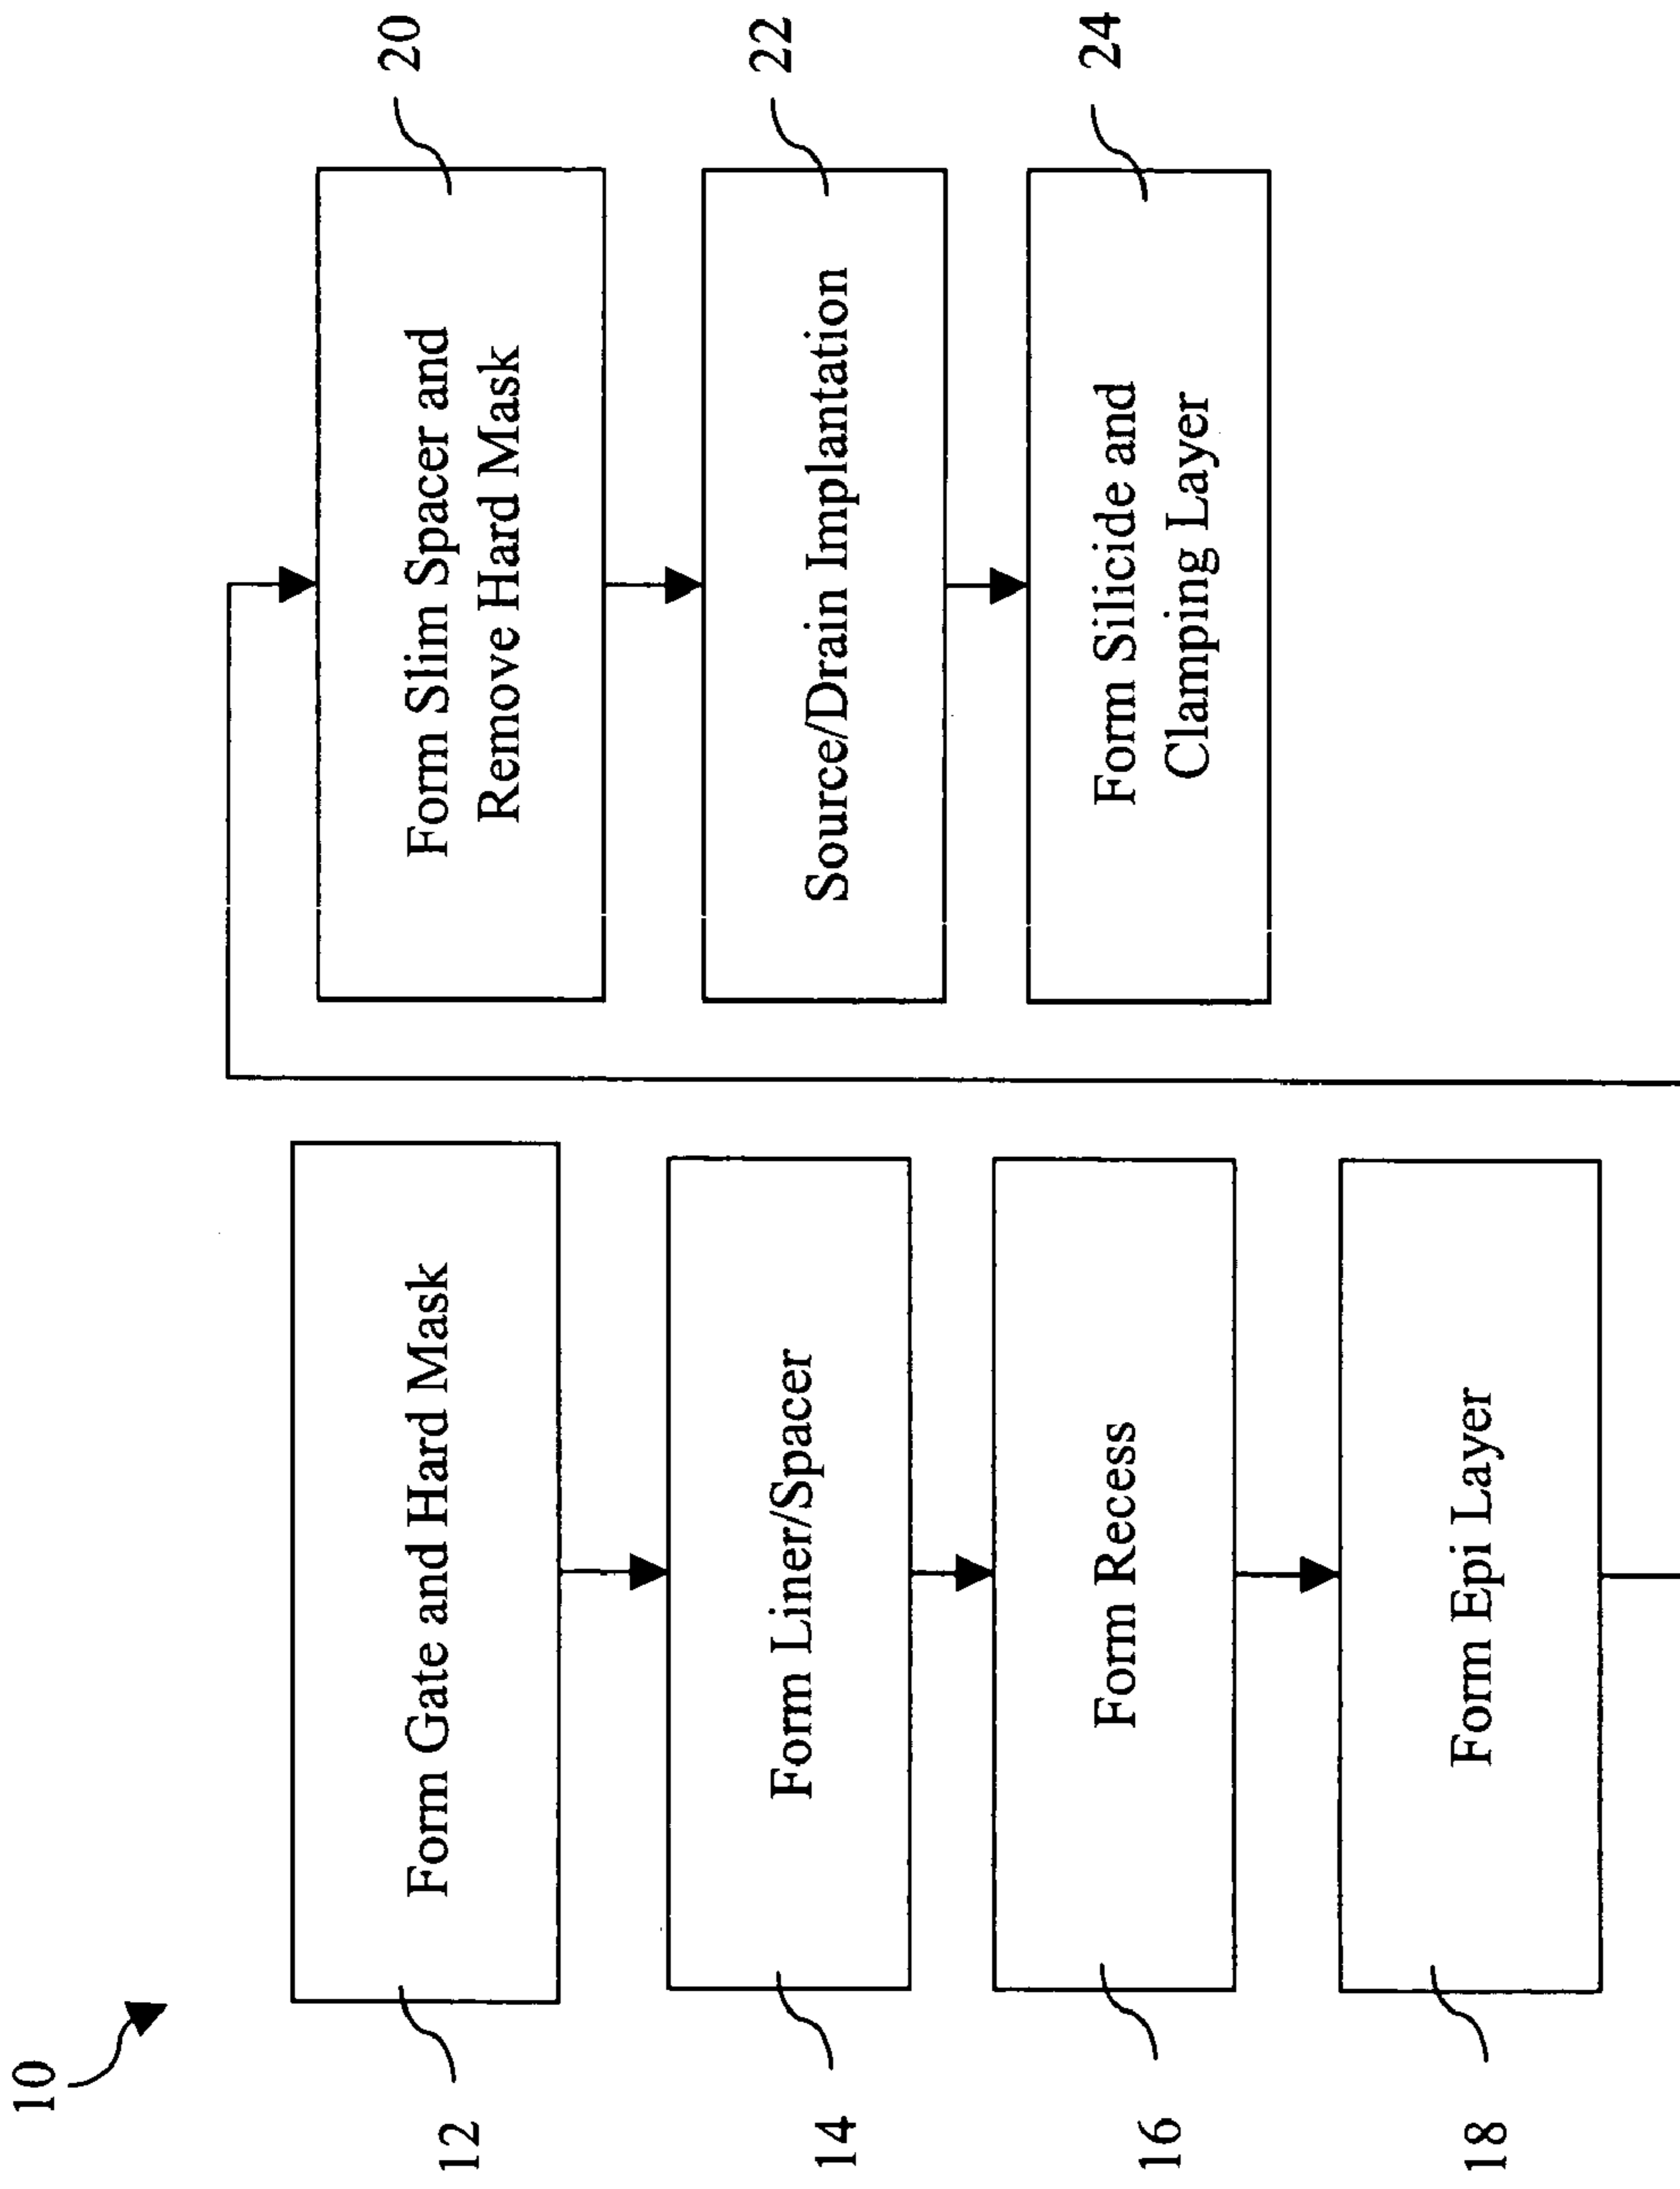 10
12
Form Gate and Hard Mask
14
Form Liner/Spacer
16
Form Recess
18
Form Epi Layer
20
Form Slim Spacer and
Remove Hard Mask
22
Source/Drain Implantation
24
Form Silicide and
Clamping Layer